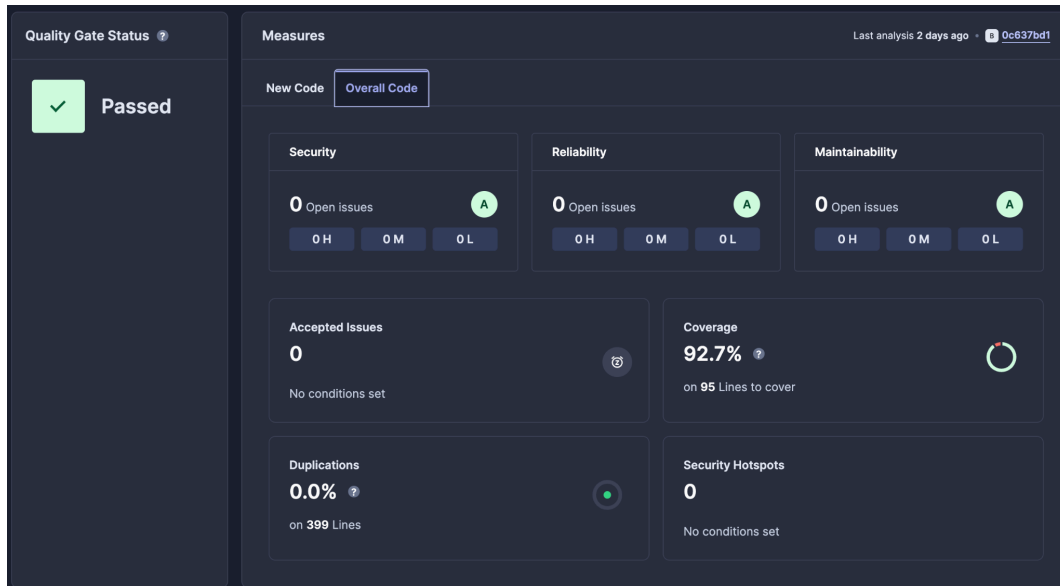 Quality Gate Status ?
Passed
Measures
Last analysis 2 days ago • B 0c637bd1
New Code Overall Code
Security
0 Open issues A
0 H 0 M 0 L
Reliability
0 Open issues A
0 H 0 M 0 L
Maintainability
0 Open issues A
0 H 0 M 0 L
Accepted Issues
0
No conditions set
Coverage
92.7% ?
on 95 Lines to cover
Duplications
0.0% ?
on 399 Lines
Security Hotspots
0
No conditions set